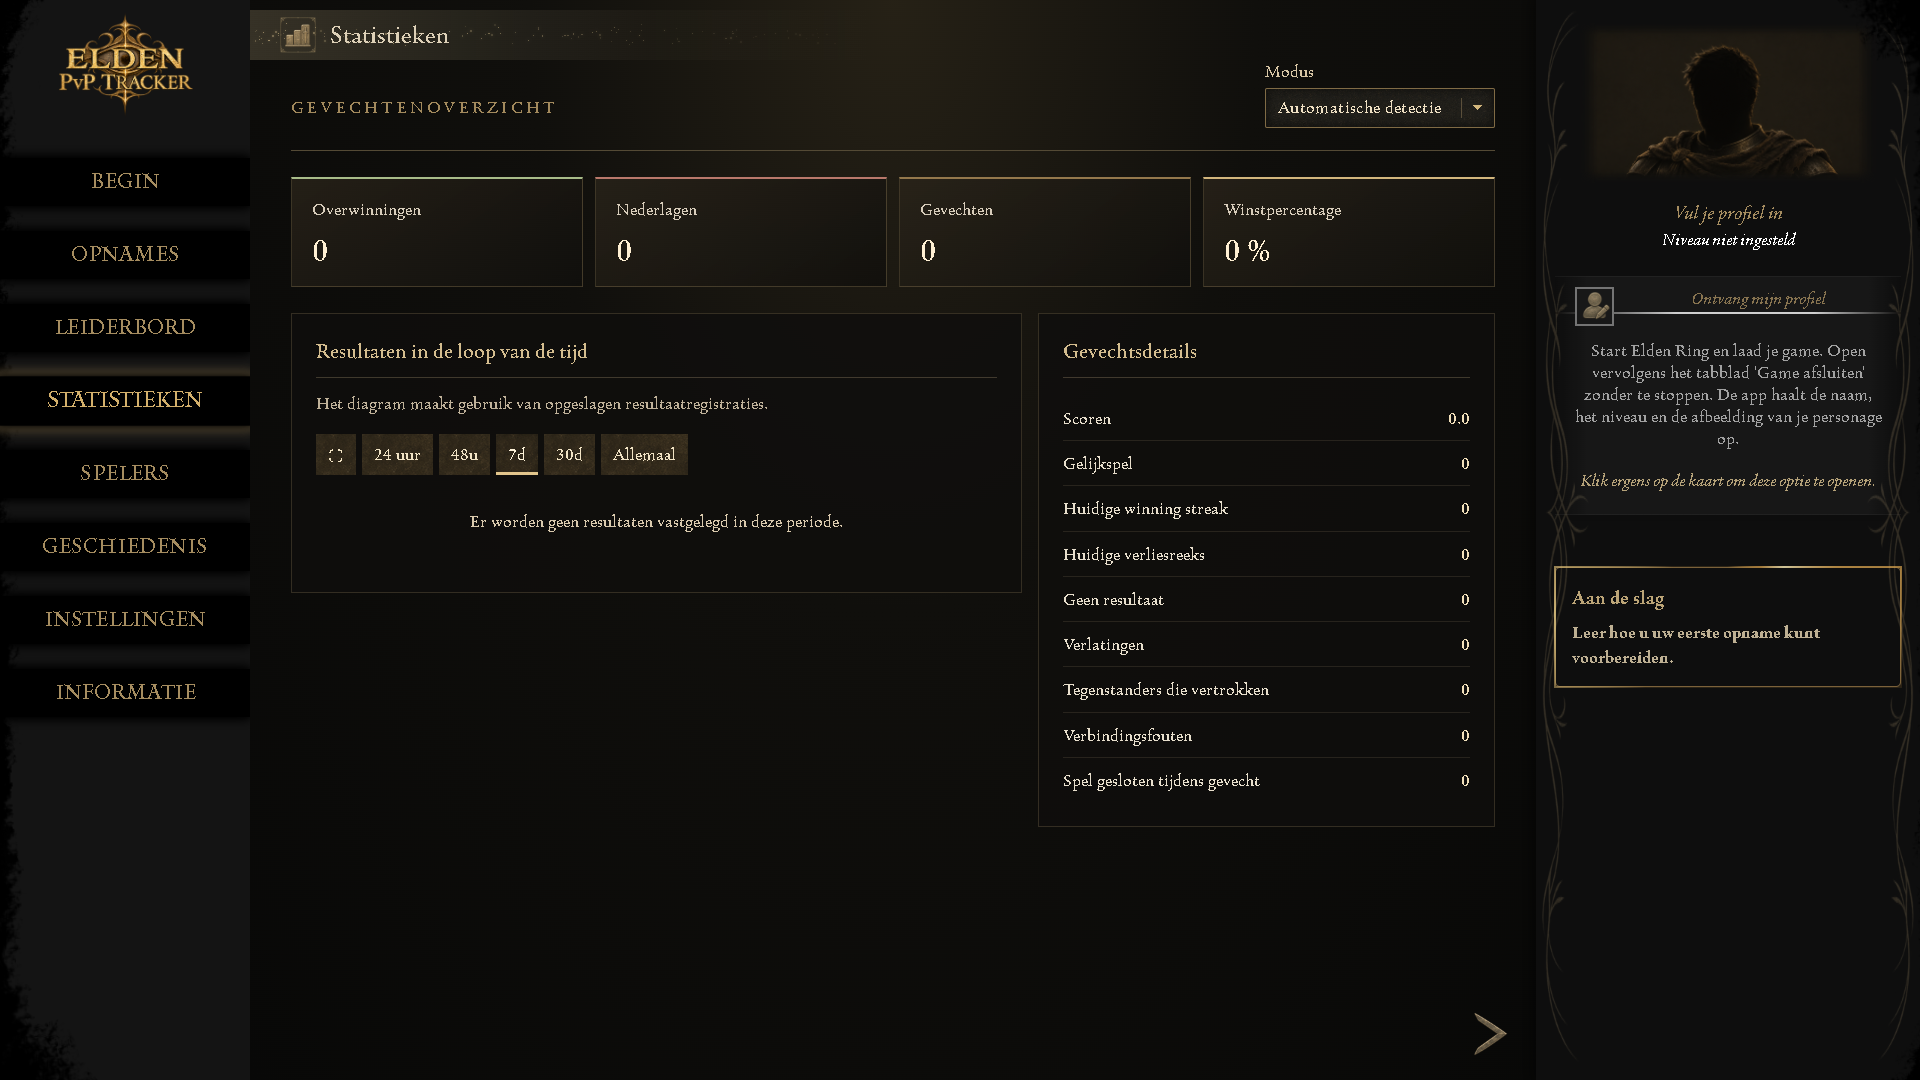 ELDEN
PvP TRACKER
BEGIN
OPNAMES
LEIDERBORD
STATISTIEKEN
SPELERS
GESCHIEDENIS
INSTELLINGEN
INFORMATIE
Statistieken
GEVECHTENOVERZICHT
Modus
Automatische detectie
Overwinningen
0
Nederlagen
0
Gevechten
0
Winstpercentage
0 %
Resultaten in de loop van de tijd
Het diagram maakt gebruik van opgeslagen resultaatregistraties.
24 uur 48u 7d 30d Allemaal
Er worden geen resultaten vastgelegd in deze periode.
Gevechtsdetails
Scoren 0.0
Gelijkspel 0
Huidige winning streak 0
Huidige verliesreeks 0
Geen resultaat 0
Verlatingen 0
Tegenstanders die vertrokken 0
Verbindingsfouten 0
Spel gesloten tijdens gevecht 0
Vul je profiel in
Niveau niet ingesteld
Ontvang mijn profiel
Start Elden Ring en laad je game. Open
vervolgens het tabblad 'Game afsluiten'
zonder te stoppen. De app haalt de naam,
het niveau en de afbeelding van je personage
op.
Klik ergens op de kaart om deze optie te openen.
Aan de slag
Leer hoe u uw eerste opname kunt
voorbereiden.